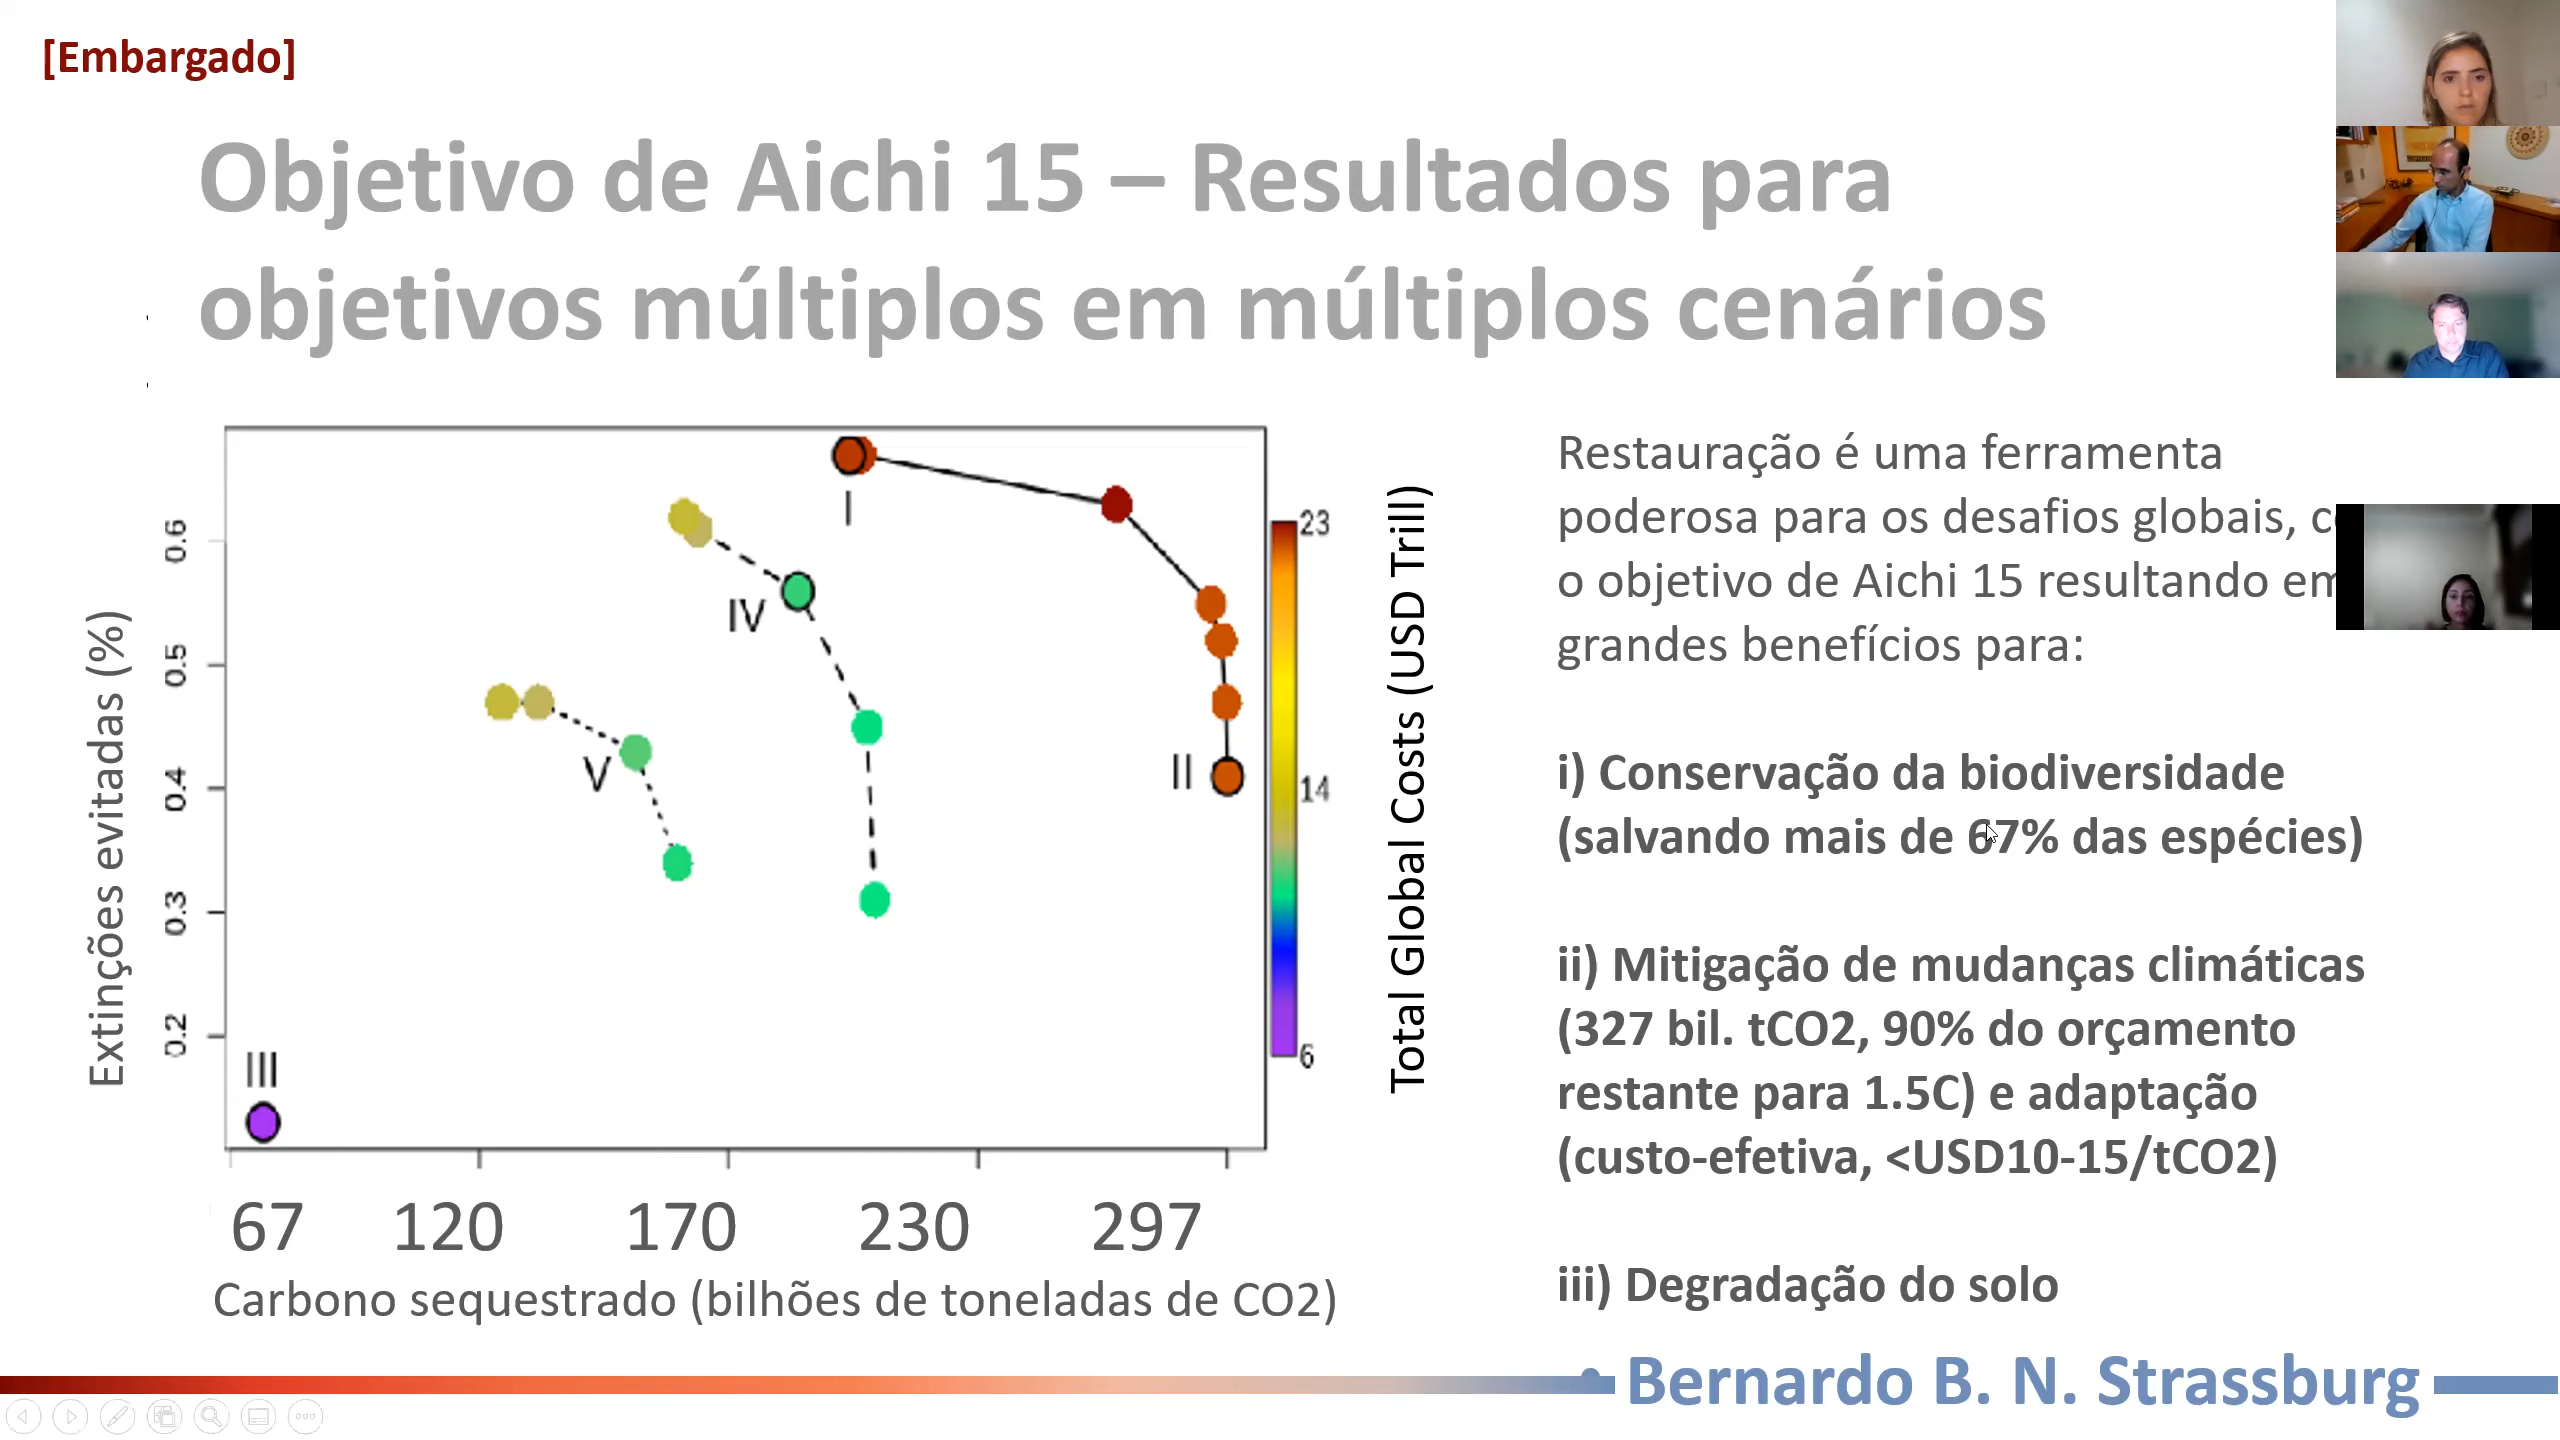 [Embargado]
Objetivo de Aichi 15 – Resultados para
objetivos múltiplos em múltiplos cenários
Extinções evitadas (%)
0.6
0.5
0.4
0.3
0.2
I
IV
V
II
III
23
14
6
Total Global Costs (USD Trill)
67 120 170 230 297
Carbono sequestrado (bilhões de toneladas de CO2)
Restauração é uma ferramenta
poderosa para os desafios globais,
o objetivo de Aichi 15 resultando em
grandes benefícios para:
i) Conservação da biodiversidade
(salvando mais de 67% das espécies)
ii) Mitigação de mudanças climáticas
(327 bil. tCO2, 90% do orçamento
restante para 1.5C) e adaptação
(custo-efetiva, <USD10-15/tCO2)
iii) Degradação do solo
• Bernardo B. N. Strassburg